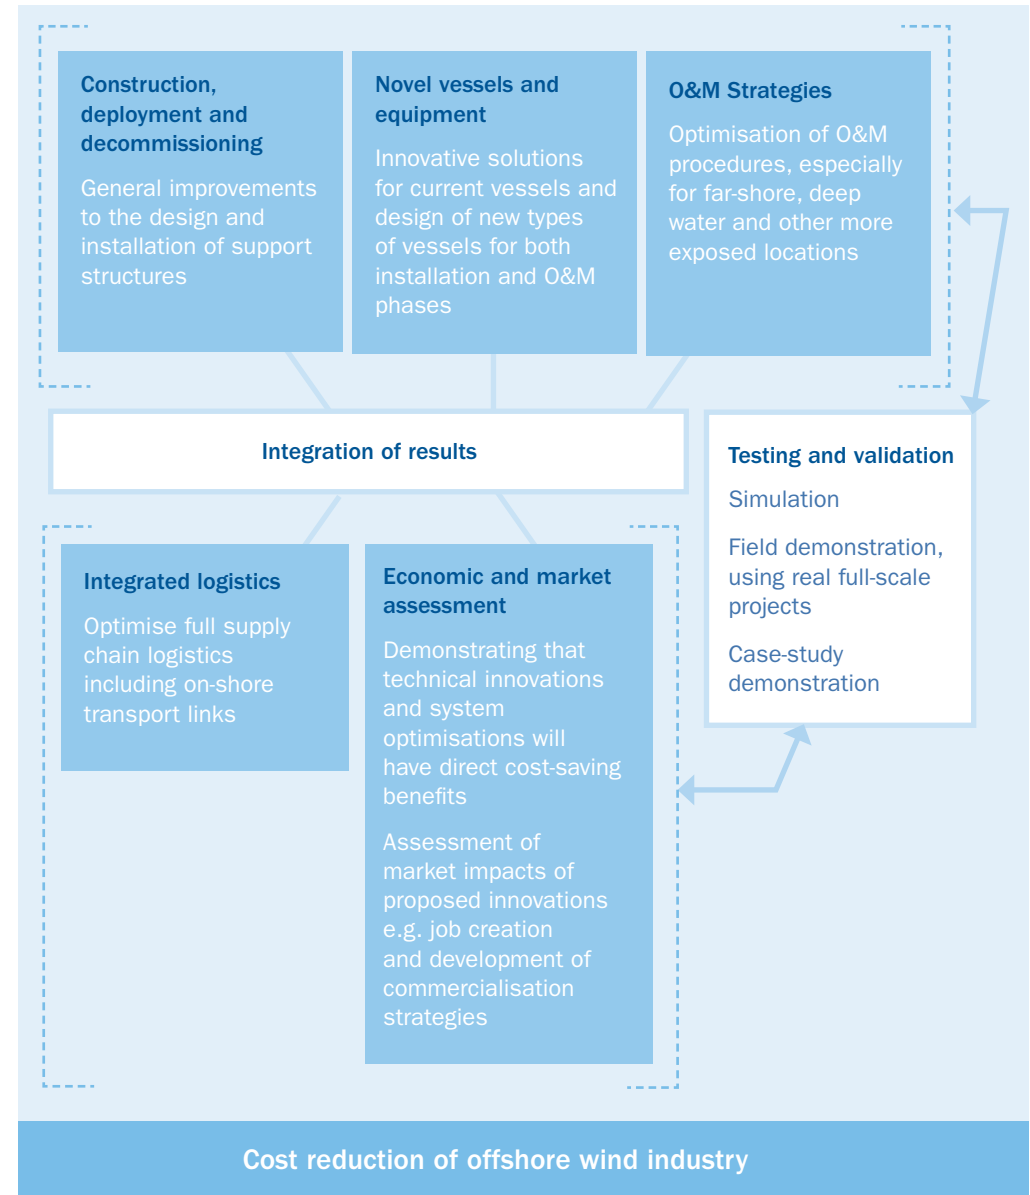 Construction,
deployment and
decommissioning
General improvements
to the design and
installation of support
structures
Novel vessels and
equipment
Innovative solutions
for current vessels and
design of new types
of vessels for both
installation and O&M
phases
O&M Strategies
Optimisation of O&M
procedures, especially
for far-shore, deep
water and other more
exposed locations
Integration of results
Testing and validation
Simulation
Field demonstration,
using real full-scale
projects
Case-study
demonstration
Integrated logistics
Optimise full supply
chain logistics
including on-shore
transport links
Economic and market
assessment
Demonstrating that
technical innovations
and system
optimisations will
have direct cost-saving
benefits
Assessment of
market impacts of
proposed innovations
e.g. job creation
and development of
commercialisation
strategies
Cost reduction of offshore wind industry